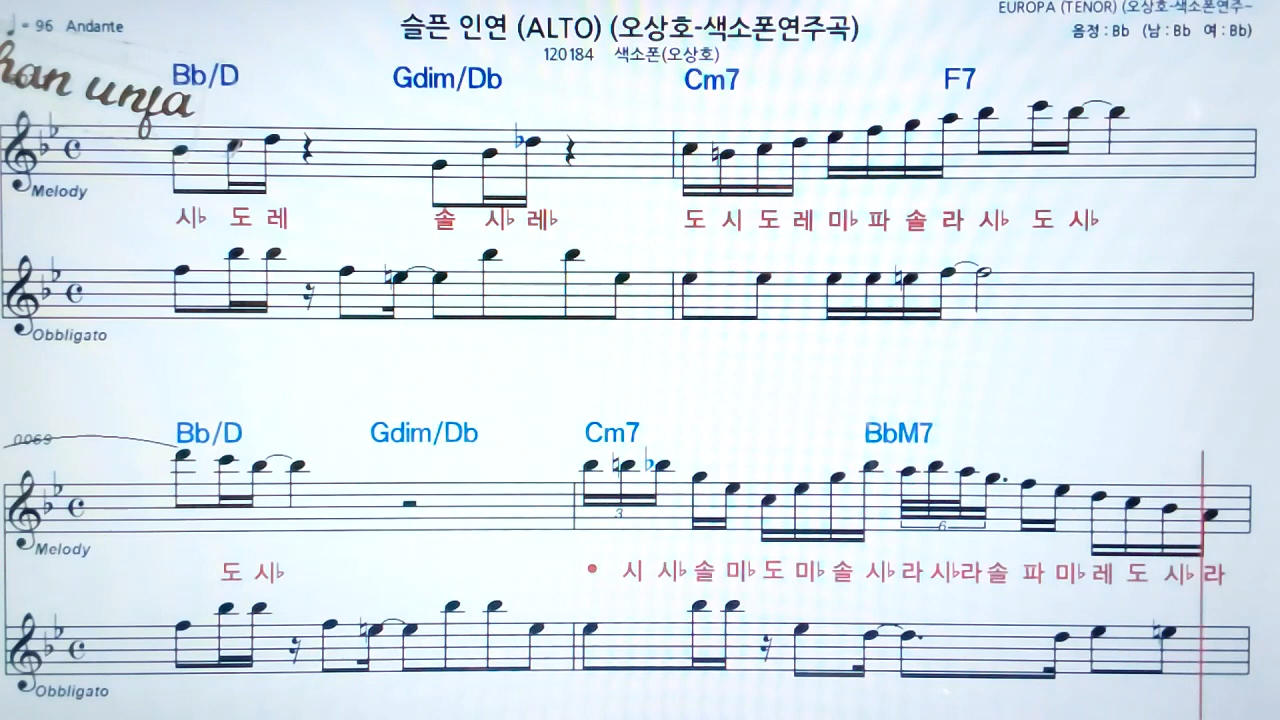 ♩ = 96 Andante
슬픈 인연 (ALTO) (오상호-색소폰연주곡)
EUROPA (TENOR) (오상호-색소폰연주-
120184 색소폰(오상호)
음정 : Bb (남 : Bb 여 : Bb)
han unfa
Bb/D Gdim/Db Cm7 F7
Melody
시♭ 도 레 솔 시♭ 레♭ 도 시 도 레 미♭ 파 솔 라 시♭ 도 시♭
Obbligato
0069
Bb/D Gdim/Db Cm7 BbM7
3 6
Melody
도 시♭ 시 시♭ 솔 미♭ 도 미♭ 솔 시♭ 라 시♭ 라 솔 파 미♭ 레 도 시♭ 라
Obbligato